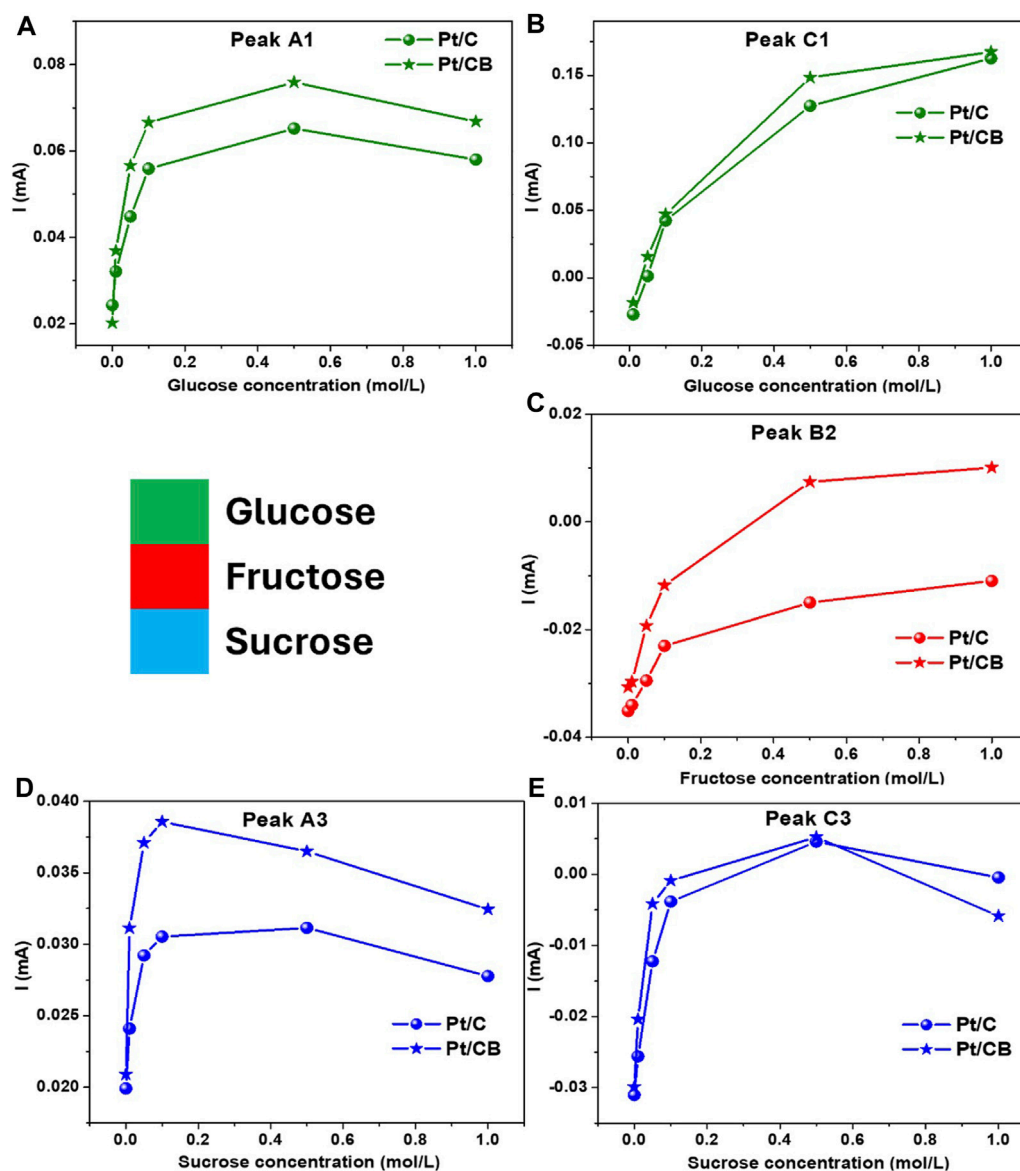 A
Peak A1
Pt/C
Pt/CB
0.08
0.06
0.04
0.02
I (mA)
0.0 0.2 0.4 0.6 0.8 1.0
Glucose concentration (mol/L)
B
Peak C1
Pt/C
Pt/CB
0.15
0.10
0.05
0.00
-0.05
I (mA)
0.0 0.2 0.4 0.6 0.8 1.0
Glucose concentration (mol/L)
Glucose
Fructose
Sucrose
C
Peak B2
0.02
0.00
-0.02
-0.04
I (mA)
Pt/C
Pt/CB
0.0 0.2 0.4 0.6 0.8 1.0
Fructose concentration (mol/L)
D
Peak A3
0.040
0.035
0.030
0.025
0.020
I (mA)
Pt/C
Pt/CB
0.0 0.2 0.4 0.6 0.8 1.0
Sucrose concentration (mol/L)
E
Peak C3
0.01
0.00
-0.01
-0.02
-0.03
I (mA)
Pt/C
Pt/CB
0.0 0.2 0.4 0.6 0.8 1.0
Sucrose concentration (mol/L)